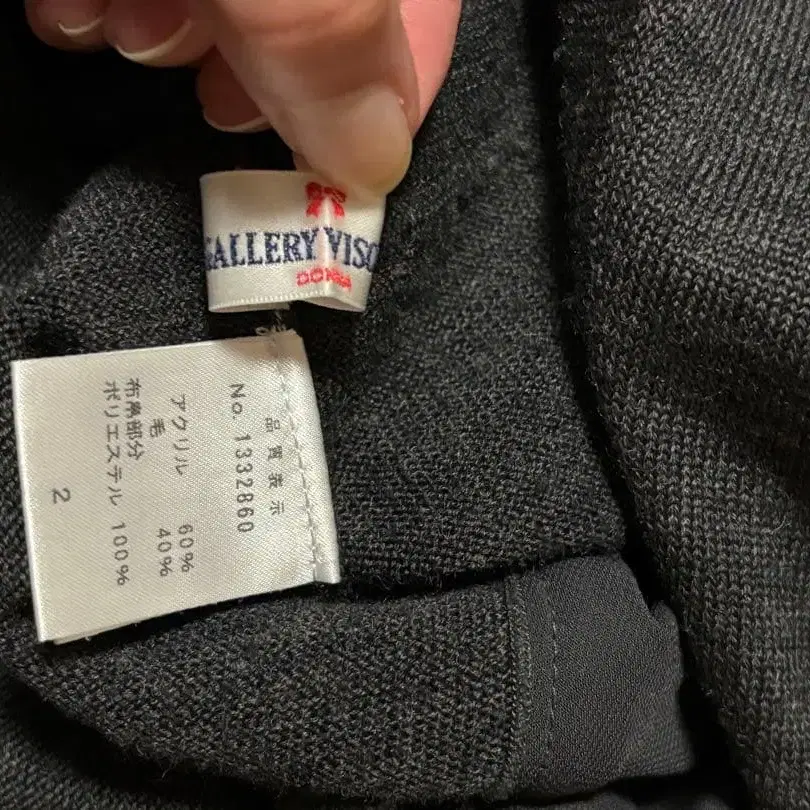 GALLERY VISC
DONNA
品質表示
No. 1332860
アクリル 60%
毛 40%
布帛部分
ポリエステル 100%
2